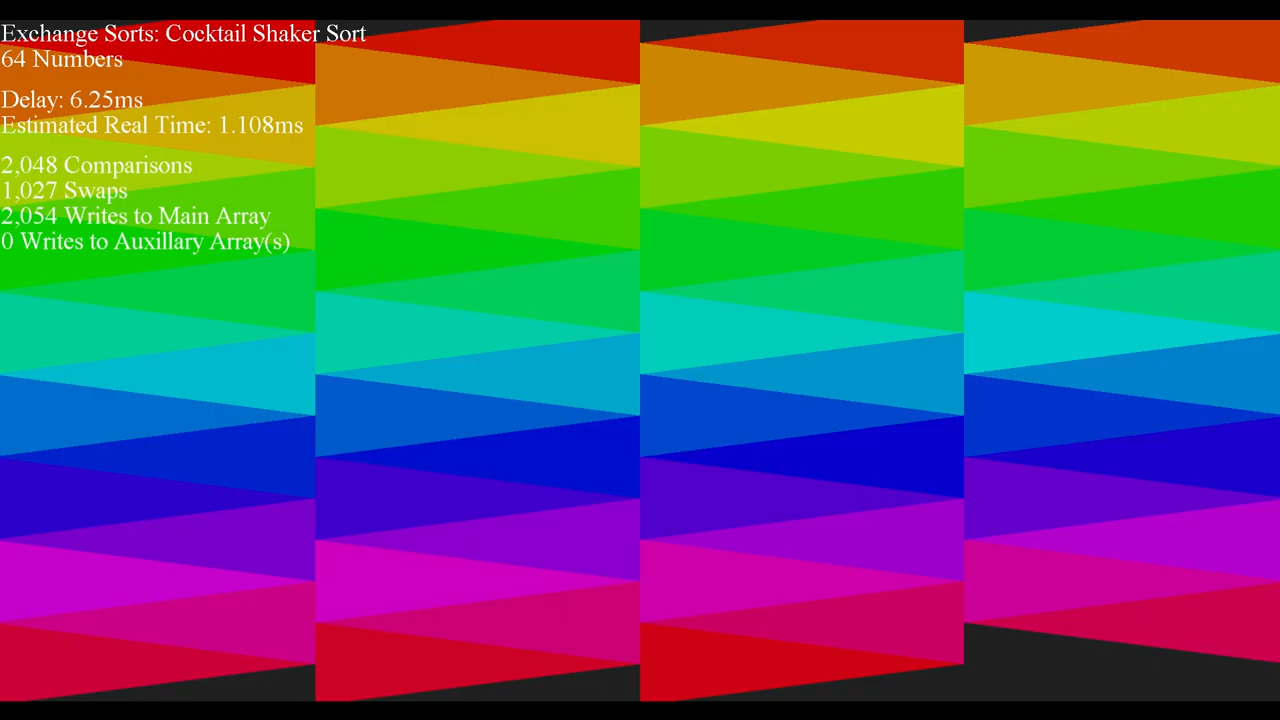 Exchange Sorts: Cocktail Shaker Sort
64 Numbers
Delay: 6.25ms
Estimated Real Time: 1.108ms
2,048 Comparisons
1,027 Swaps
2,054 Writes to Main Array
0 Writes to Auxillary Array(s)